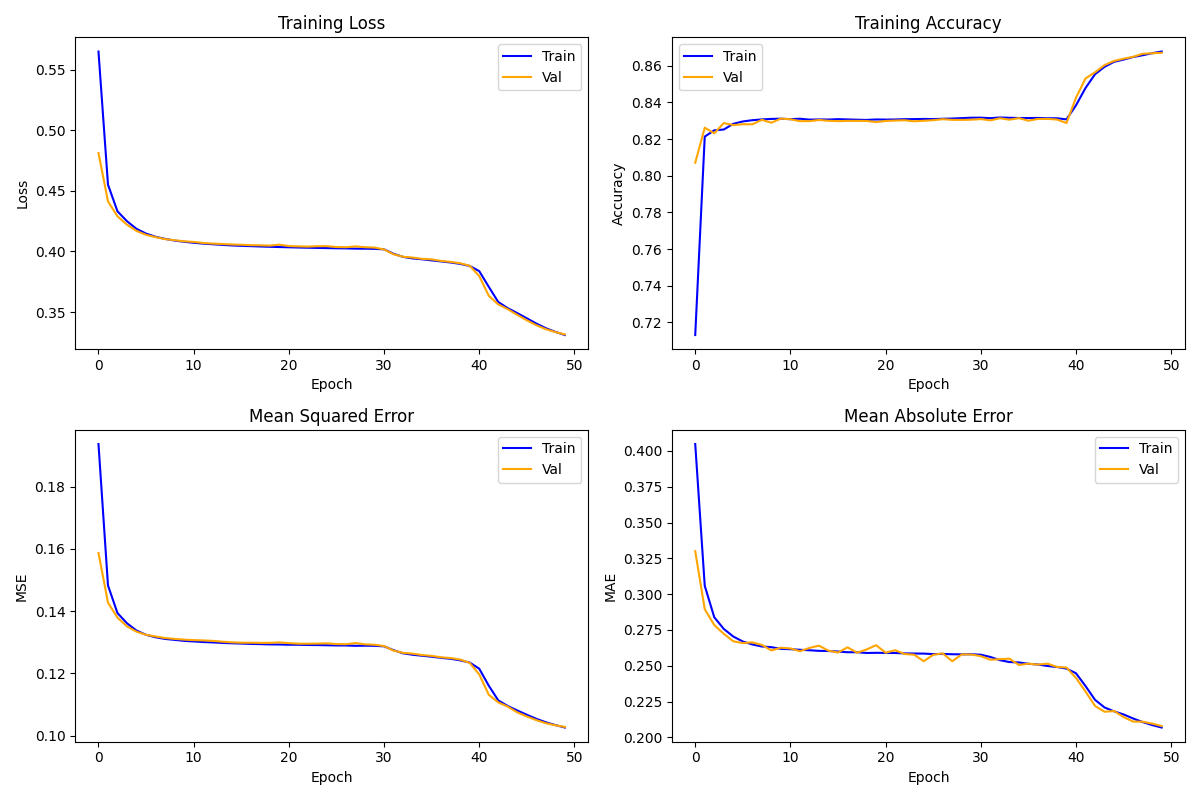 Training Loss
Train
Val
0.55
0.50
0.45
0.40
0.35
Loss
0 10 20 30 40 50
Epoch
Training Accuracy
Train
Val
0.86
0.84
0.82
0.80
0.78
0.76
0.74
0.72
Accuracy
0 10 20 30 40 50
Epoch
Mean Squared Error
Train
Val
0.18
0.16
0.14
0.12
0.10
MSE
0 10 20 30 40 50
Epoch
Mean Absolute Error
Train
Val
0.400
0.375
0.350
0.325
0.300
0.275
0.250
0.225
0.200
MAE
0 10 20 30 40 50
Epoch